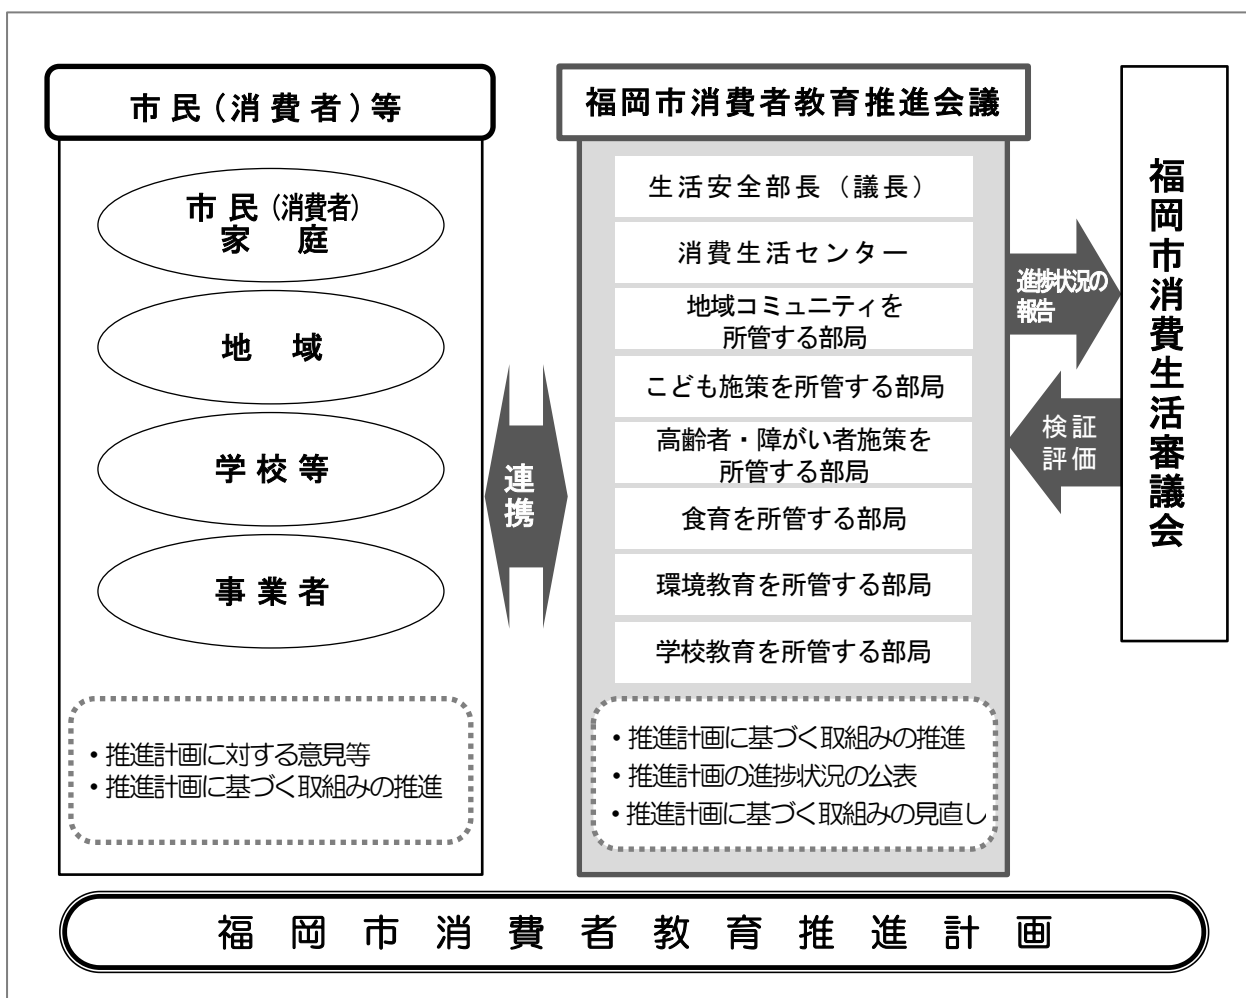 市民(消費者)等
市民(消費者)
家　庭
地　域
学校等
事業者
・推進計画に対する意見等
・推進計画に基づく取組みの推進
連
携
福岡市消費者教育推進会議
生活安全部長（議長）
消費生活センター
地域コミュニティを
所管する部局
こども施策を所管する部局
高齢者・障がい者施策を
所管する部局
食育を所管する部局
環境教育を所管する部局
学校教育を所管する部局
・推進計画に基づく取組みの推進
・推進計画の進捗状況の公表
・推進計画に基づく取組みの見直し
進捗状況の
報告
検証
評価
福岡市消費生活審議会
福岡市消費者教育推進計画